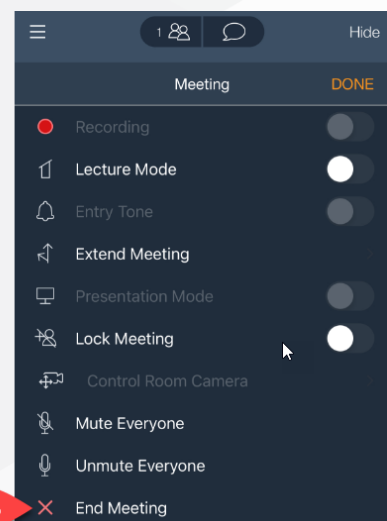 1
Hide
Meeting
DONE
Recording
Lecture Mode
Entry Tone
Extend Meeting
Presentation Mode
Lock Meeting
Control Room Camera
Mute Everyone
Unmute Everyone
End Meeting